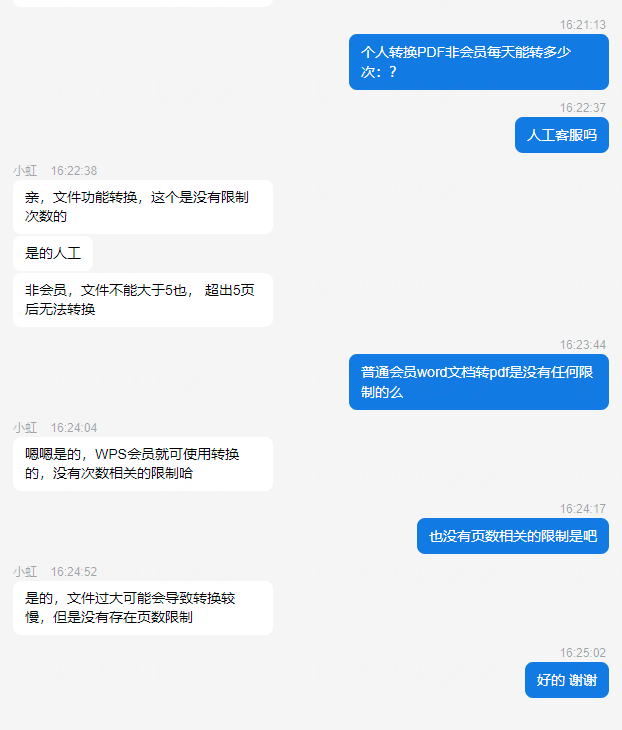 16:21:13
个人转换PDF非会员每天能转多少
次：？
16:22:37
人工客服吗
小虹 16:22:38
亲，文件功能转换，这个是没有限制
次数的
是的人工
非会员，文件不能大于5也， 超出5页
后无法转换
16:23:44
普通会员word文档转pdf是没有任何限
制的么
小虹 16:24:04
嗯嗯是的，WPS会员就可使用转换
的，没有次数相关的限制哈
16:24:17
也没有页数相关的限制是吧
小虹 16:24:52
是的，文件过大可能会导致转换较
慢，但是没有存在页数限制
16:25:02
好的 谢谢